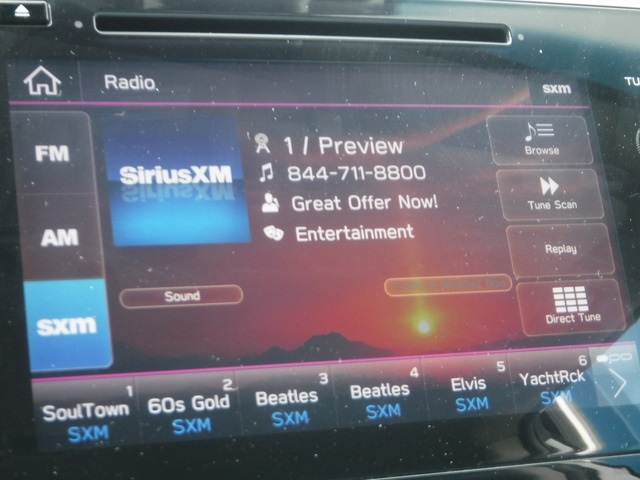 Radio
sxm
TU
FM
AM
sxm
SiriusXM
1 / Preview
844-711-8800
Great Offer Now!
Entertainment
Browse
Tune Scan
Replay
Direct Tune
Sound
1
SoulTown
SXM
2
60s Gold
SXM
3
Beatles
SXM
4
Beatles
SXM
5
Elvis
SXM
6
YachtRck
SXM